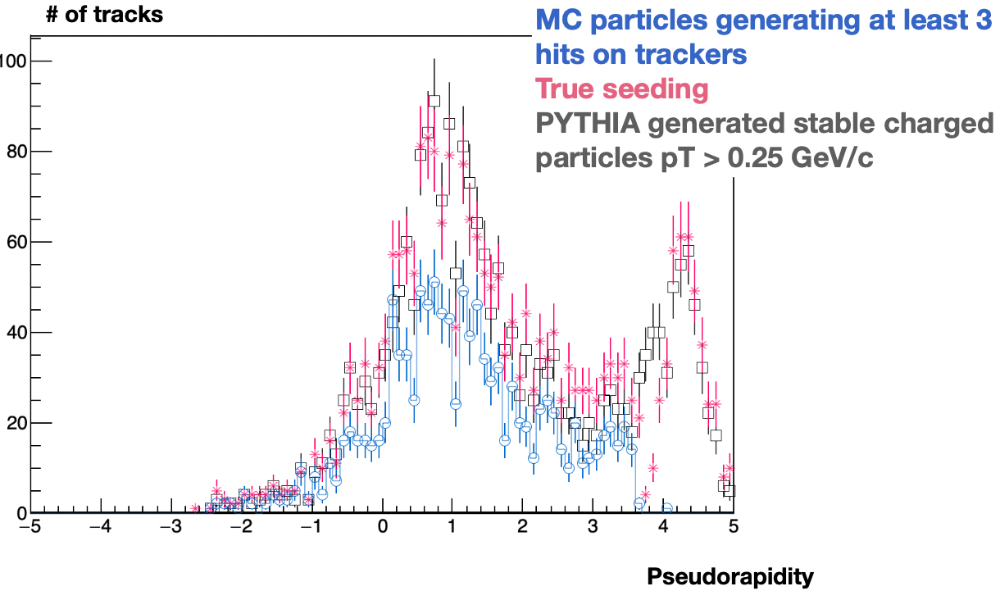 # of tracks
MC particles generating at least 3
hits on trackers
True seeding
PYTHIA generated stable charged
particles pT > 0.25 GeV/c
100
80
60
40
20
0
−5 −4 −3 −2 −1 0 1 2 3 4 5
Pseudorapidity